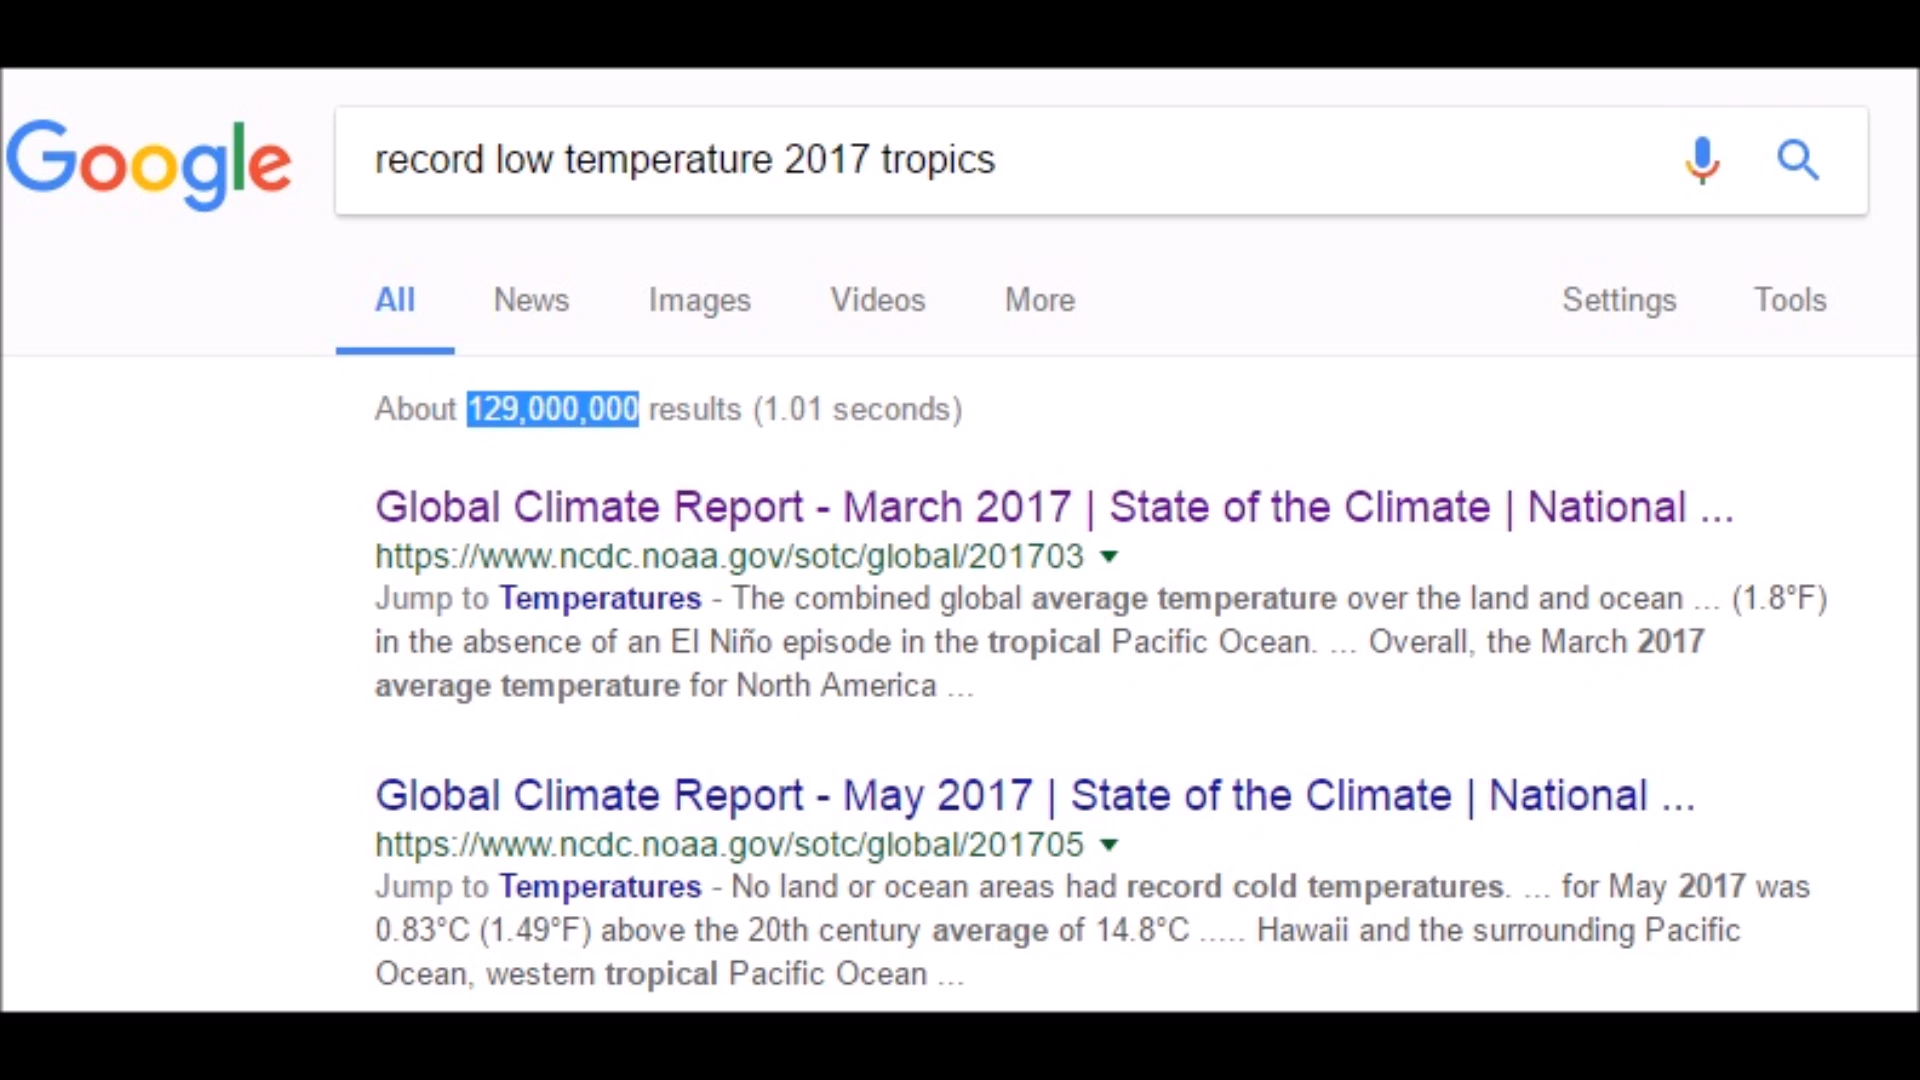 Google
record low temperature 2017 tropics
All News Images Videos More Settings Tools
About 129,000,000 results (1.01 seconds)
Global Climate Report - March 2017 | State of the Climate | National ...
https://www.ncdc.noaa.gov/sotc/global/201703
Jump to Temperatures - The combined global average temperature over the land and ocean ... (1.8°F)
in the absence of an El Niño episode in the tropical Pacific Ocean. ... Overall, the March 2017
average temperature for North America ...
Global Climate Report - May 2017 | State of the Climate | National ...
https://www.ncdc.noaa.gov/sotc/global/201705
Jump to Temperatures - No land or ocean areas had record cold temperatures. ... for May 2017 was
0.83°C (1.49°F) above the 20th century average of 14.8°C ..... Hawaii and the surrounding Pacific
Ocean, western tropical Pacific Ocean ...